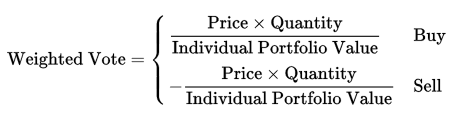 Weighted Vote = { Price × Quantity / Individual Portfolio Value Buy
− Price × Quantity / Individual Portfolio Value Sell